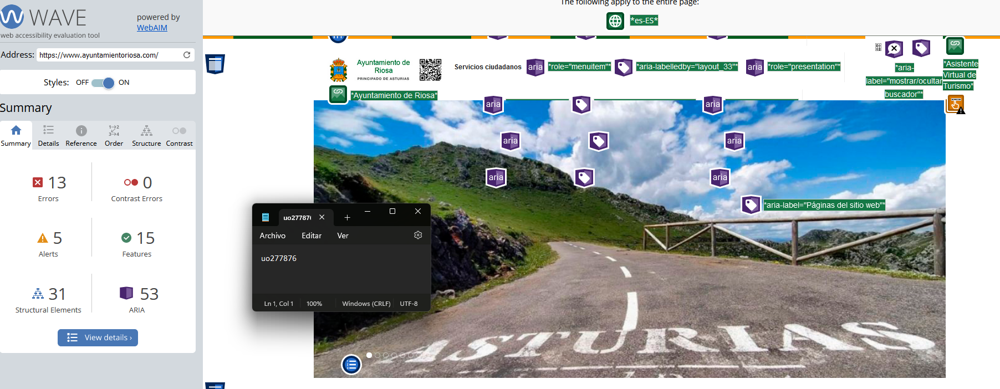 WAVE
powered by
WebAIM
web accessibility evaluation tool
Address: https://www.ayuntamientoriosa.com/
Styles: OFF ON
Summary
Summary Details Reference Order Structure Contrast
13
Errors
0
Contrast Errors
5
Alerts
15
Features
31
Structural Elements
53
ARIA
View details ›
The following apply to the entire page:
*es-ES*
Ayuntamiento de
Riosa
PRINCIPADO DE ASTURIAS
Servicios ciudadanos
aria *role="menuitem"*
*aria-labelledby="layout_33"*
aria *role="presentation"*
*aria-
label="mostrar/ocultar
buscador"*
*Asistente
Virtual de
Turismo*
*Ayuntamiento de Riosa*
aria aria
aria aria
aria aria
*aria-label="Páginas del sitio web"*
uo277876
Archivo Editar Ver
uo277876
Ln 1, Col 1 100% Windows (CRLF) UTF-8
ASTURIAS